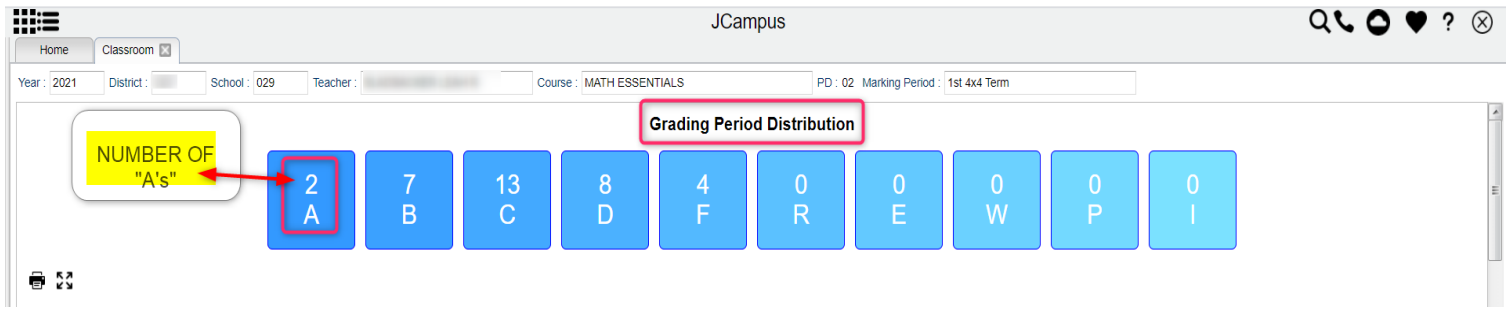 JCampus
?
Home Classroom
Year : 2021 District : School : 029 Teacher : Course : MATH ESSENTIALS PD : 02 Marking Period : 1st 4x4 Term
Grading Period Distribution
NUMBER OF
"A's"
2 7 13 8 4 0 0 0 0 0
A B C D F R E W P I